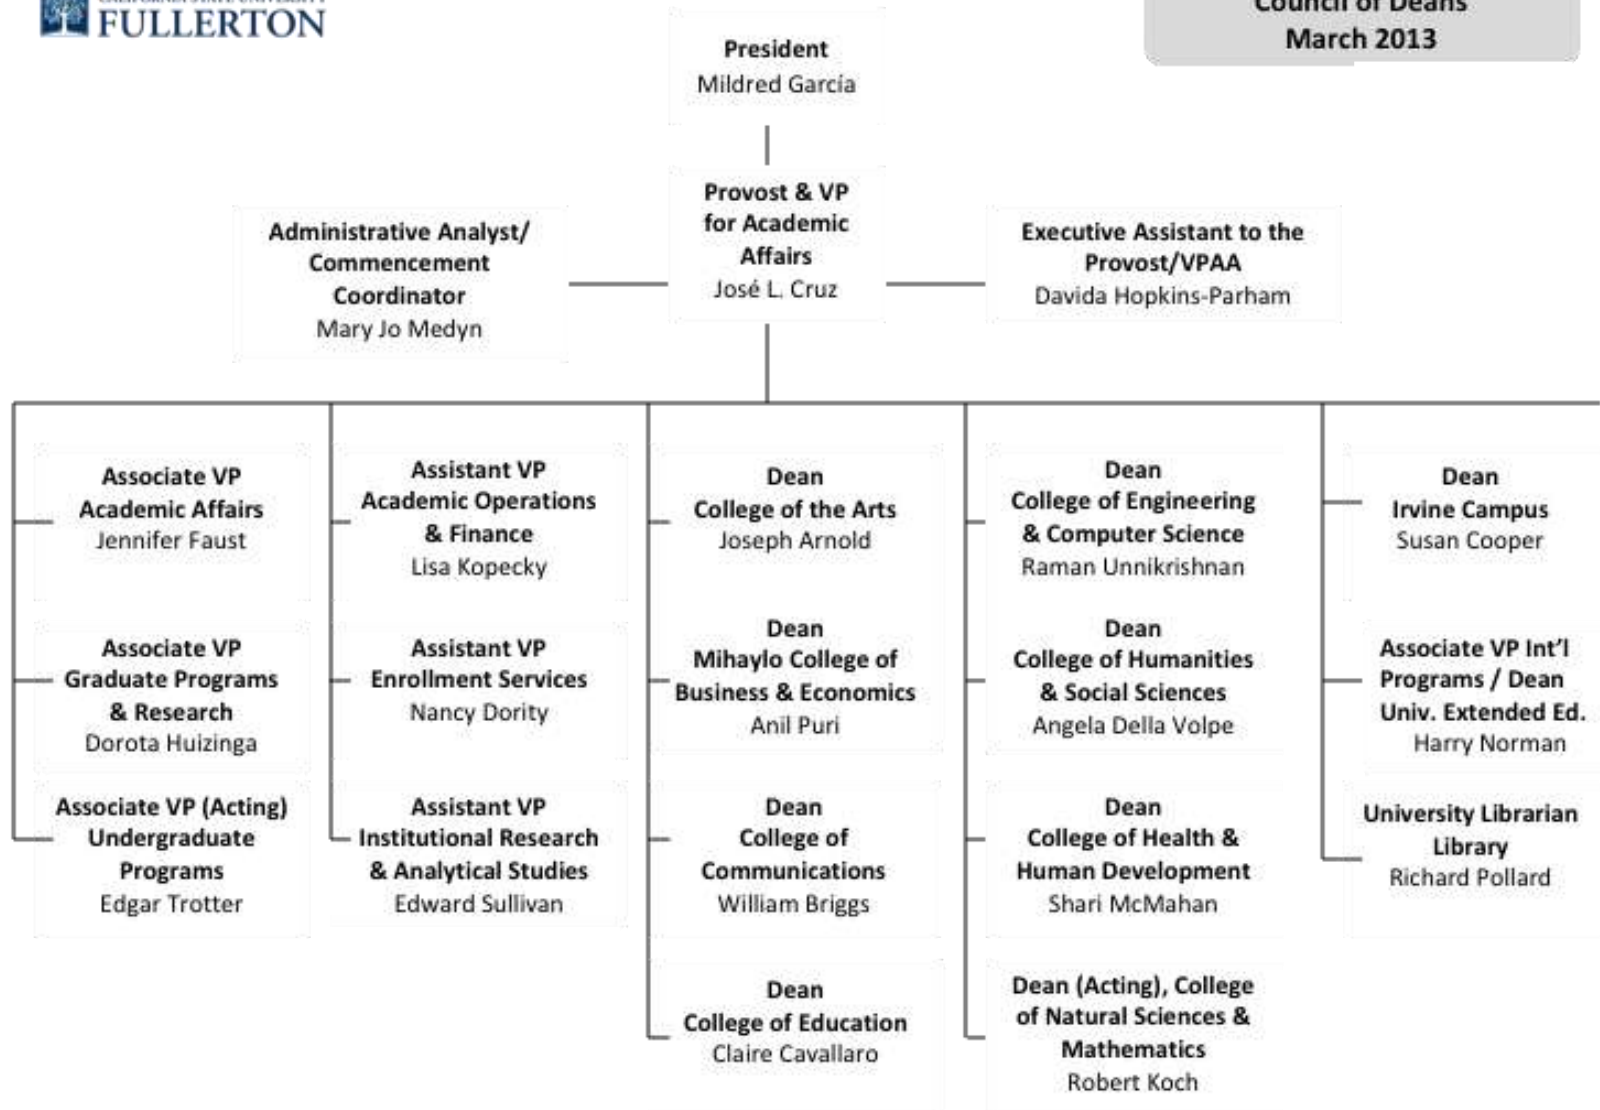 CALIFORNIA STATE UNIVERSITY
FULLERTON
Council of Deans
March 2013
President
Mildred García
Provost & VP
for Academic
Affairs
José L. Cruz
Administrative Analyst/
Commencement
Coordinator
Mary Jo Medyn
Executive Assistant to the
Provost/VPAA
Davida Hopkins-Parham
Associate VP
Academic Affairs
Jennifer Faust
Associate VP
Graduate Programs
& Research
Dorota Huizinga
Associate VP (Acting)
Undergraduate
Programs
Edgar Trotter
Assistant VP
Academic Operations
& Finance
Lisa Kopecky
Assistant VP
Enrollment Services
Nancy Dority
Assistant VP
Institutional Research
& Analytical Studies
Edward Sullivan
Dean
College of the Arts
Joseph Arnold
Dean
Mihaylo College of
Business & Economics
Anil Puri
Dean
College of
Communications
William Briggs
Dean
College of Education
Claire Cavallaro
Dean
College of Engineering
& Computer Science
Raman Unnikrishnan
Dean
College of Humanities
& Social Sciences
Angela Della Volpe
Dean
College of Health &
Human Development
Shari McMahan
Dean (Acting), College
of Natural Sciences &
Mathematics
Robert Koch
Dean
Irvine Campus
Susan Cooper
Associate VP Int’l
Programs / Dean
Univ. Extended Ed.
Harry Norman
University Librarian
Library
Richard Pollard